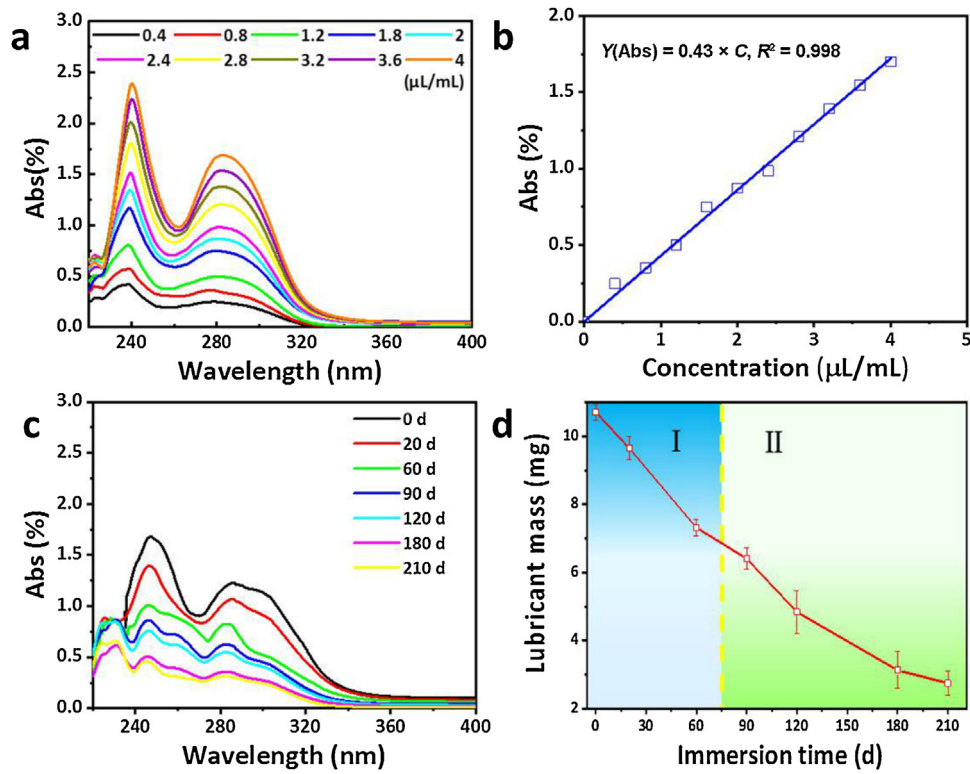 a
3.0
2.5
2.0
1.5
1.0
0.5
0.0
Abs(%)
0.4 0.8 1.2 1.8 2
2.4 2.8 3.2 3.6 4
(μL/mL)
240 280 320 360 400
Wavelength (nm)
b
2.0
1.5
1.0
0.5
0.0
Abs (%)
Y(Abs) = 0.43 × C, R² = 0.998
0 1 2 3 4 5
Concentration (μL/mL)
c
3.0
2.5
2.0
1.5
1.0
0.5
0.0
Abs (%)
0 d
20 d
60 d
90 d
120 d
180 d
210 d
240 280 320 360 400
Wavelength (nm)
d
10
8
6
4
2
Lubricant mass (mg)
I II
0 30 60 90 120 150 180 210
Immersion time (d)